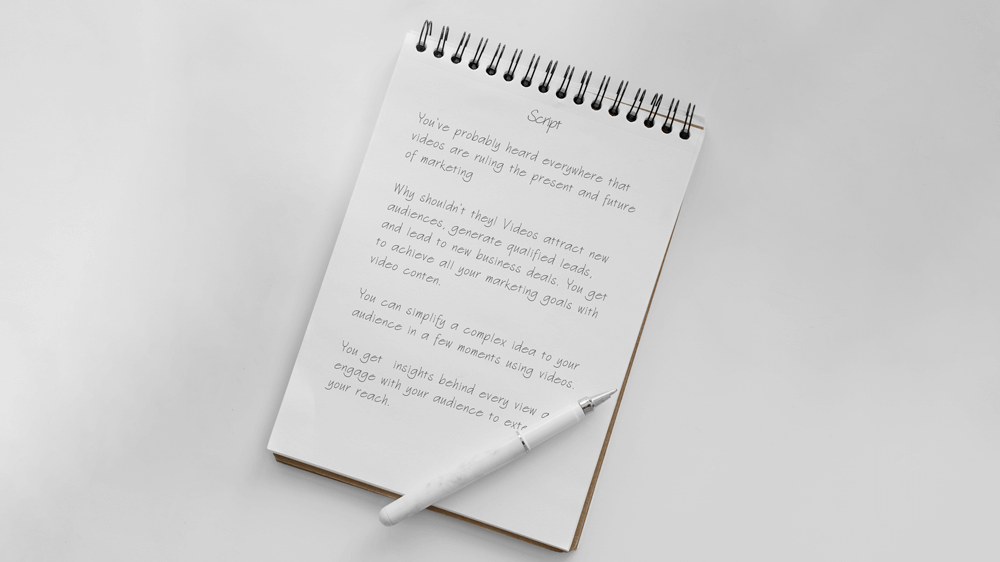 Script
You've probably heard everywhere that
videos are ruling the present and future
of marketing
Why shouldn't they! Videos attract new
audiences, generate qualified leads,
and lead to new business deals. You get
to achieve all your marketing goals with
video conten.
You can simplify a complex idea to your
audience in a few moments using videos.
You get insights behind every view
engage with your audience to
your reach.